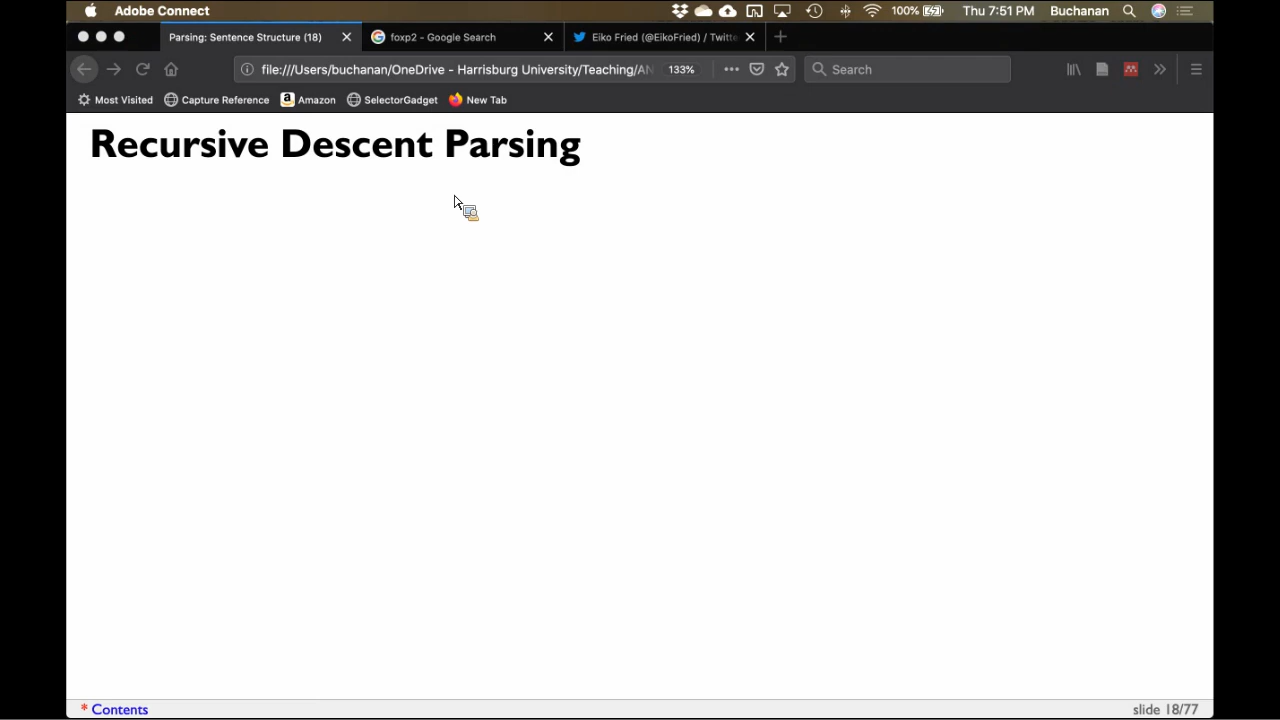 Adobe Connect
100%
Thu 7:51 PM
Buchanan
Parsing: Sentence Structure (18)
foxp2 - Google Search
Eiko Fried (@EikoFried) / Twitte
file:///Users/buchanan/OneDrive - Harrisburg University/Teaching/AN
133%
Search
Most Visited
Capture Reference
Amazon
SelectorGadget
New Tab
Recursive Descent Parsing
* Contents
slide 18/77